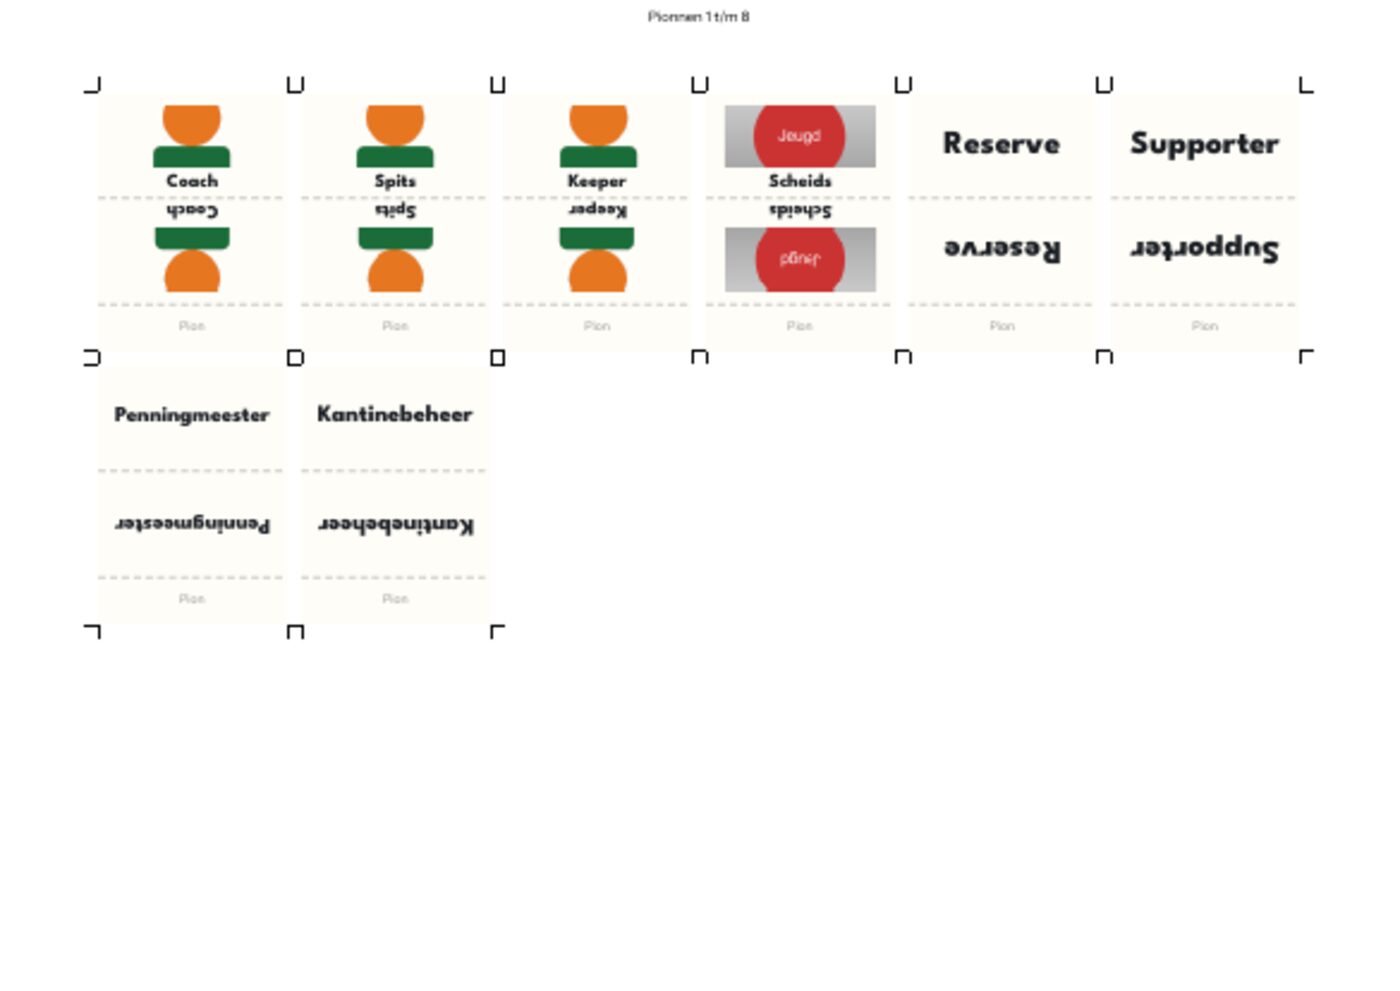 Pionnen 1 t/m 8
Coach
Coach
Pion
Spits
Spits
Pion
Keeper
Keeper
Pion
Jeugd
Scheids
Scheids
Jeugd
Pion
Reserve
Reserve
Pion
Supporter
Supporter
Pion
Penningmeester
Penningmeester
Pion
Kantinebeheer
Kantinebeheer
Pion